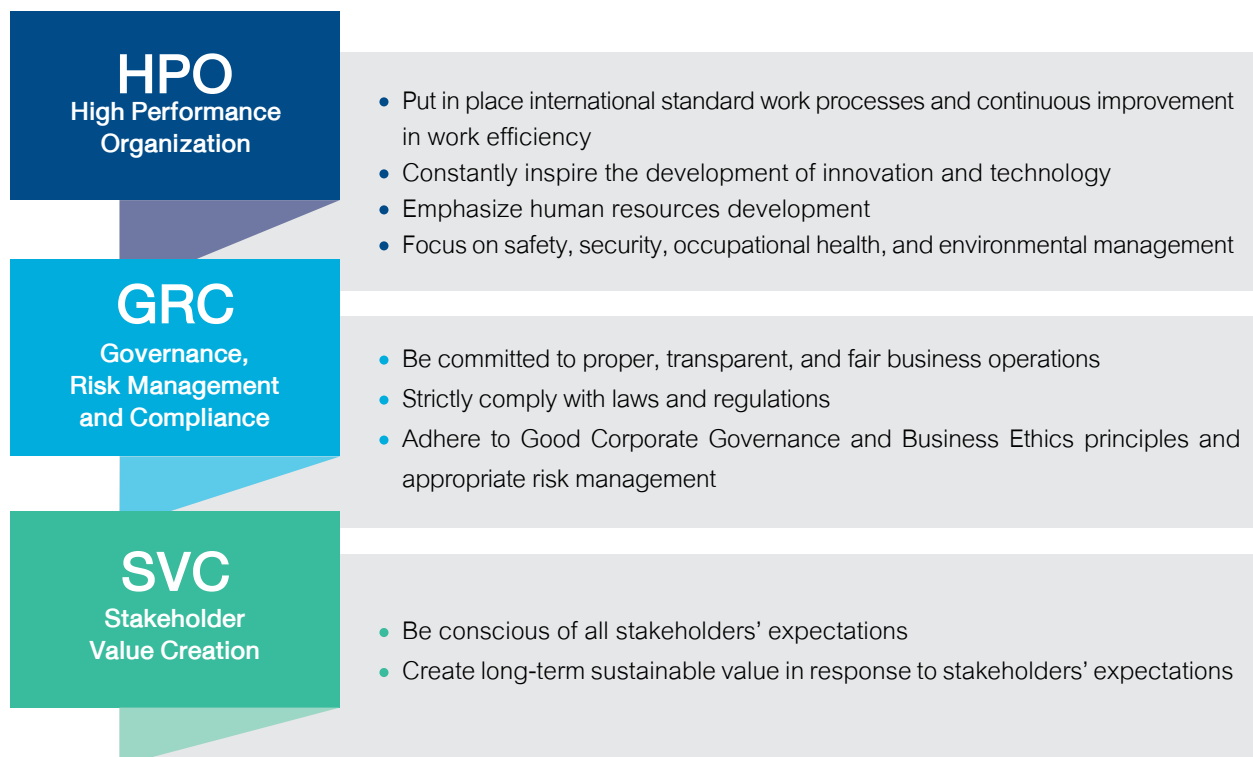 HPO
High Performance
Organization
• Put in place international standard work processes and continuous improvement
in work efficiency
• Constantly inspire the development of innovation and technology
• Emphasize human resources development
• Focus on safety, security, occupational health, and environmental management
GRC
Governance,
Risk Management
and Compliance
• Be committed to proper, transparent, and fair business operations
• Strictly comply with laws and regulations
• Adhere to Good Corporate Governance and Business Ethics principles and
appropriate risk management
SVC
Stakeholder
Value Creation
• Be conscious of all stakeholders’ expectations
• Create long-term sustainable value in response to stakeholders’ expectations